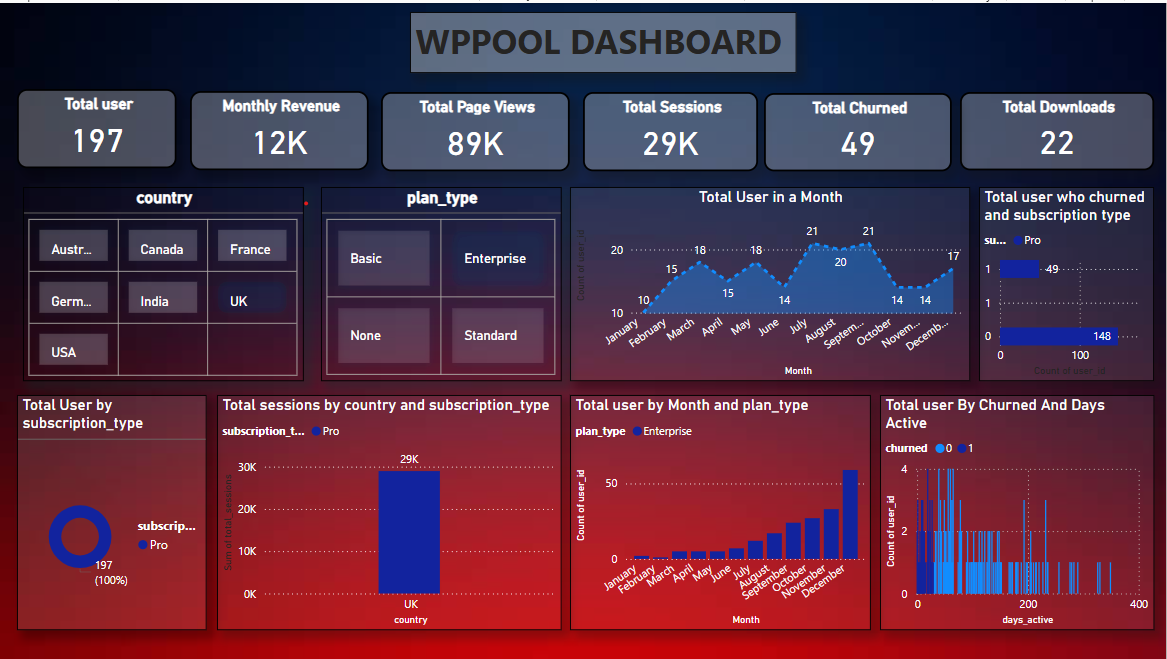 WPPOOL DASHBOARD
Total user
197
Monthly Revenue
12K
Total Page Views
89K
Total Sessions
29K
Total Churned
49
Total Downloads
22
country
Austr...
Canada
France
Germ...
India
UK
USA
plan_type
Basic
Enterprise
None
Standard
Total User in a Month
Count of user_id
20
10
10
15
18
15
18
14
21
20
21
14
14
17
January
February
March
April
May
June
July
August
Septem...
October
Novem...
Decemb...
Month
Total user who churned
and subscription type
su...
Pro
1
49
1
0
148
0
100
Count of user_id
Total User by
subscription_type
subscrip...
Pro
197
(100%)
Total sessions by country and subscription_type
subscription_t...
Pro
Sum of total_sessions
30K
20K
10K
0K
29K
UK
country
Total user by Month and plan_type
plan_type
Enterprise
Count of user_id
50
0
January
February
March
April
May
June
July
August
September
October
November
December
Month
Total user By Churned And Days
Active
churned
0
1
Count of user_id
4
2
0
0
200
400
days_active